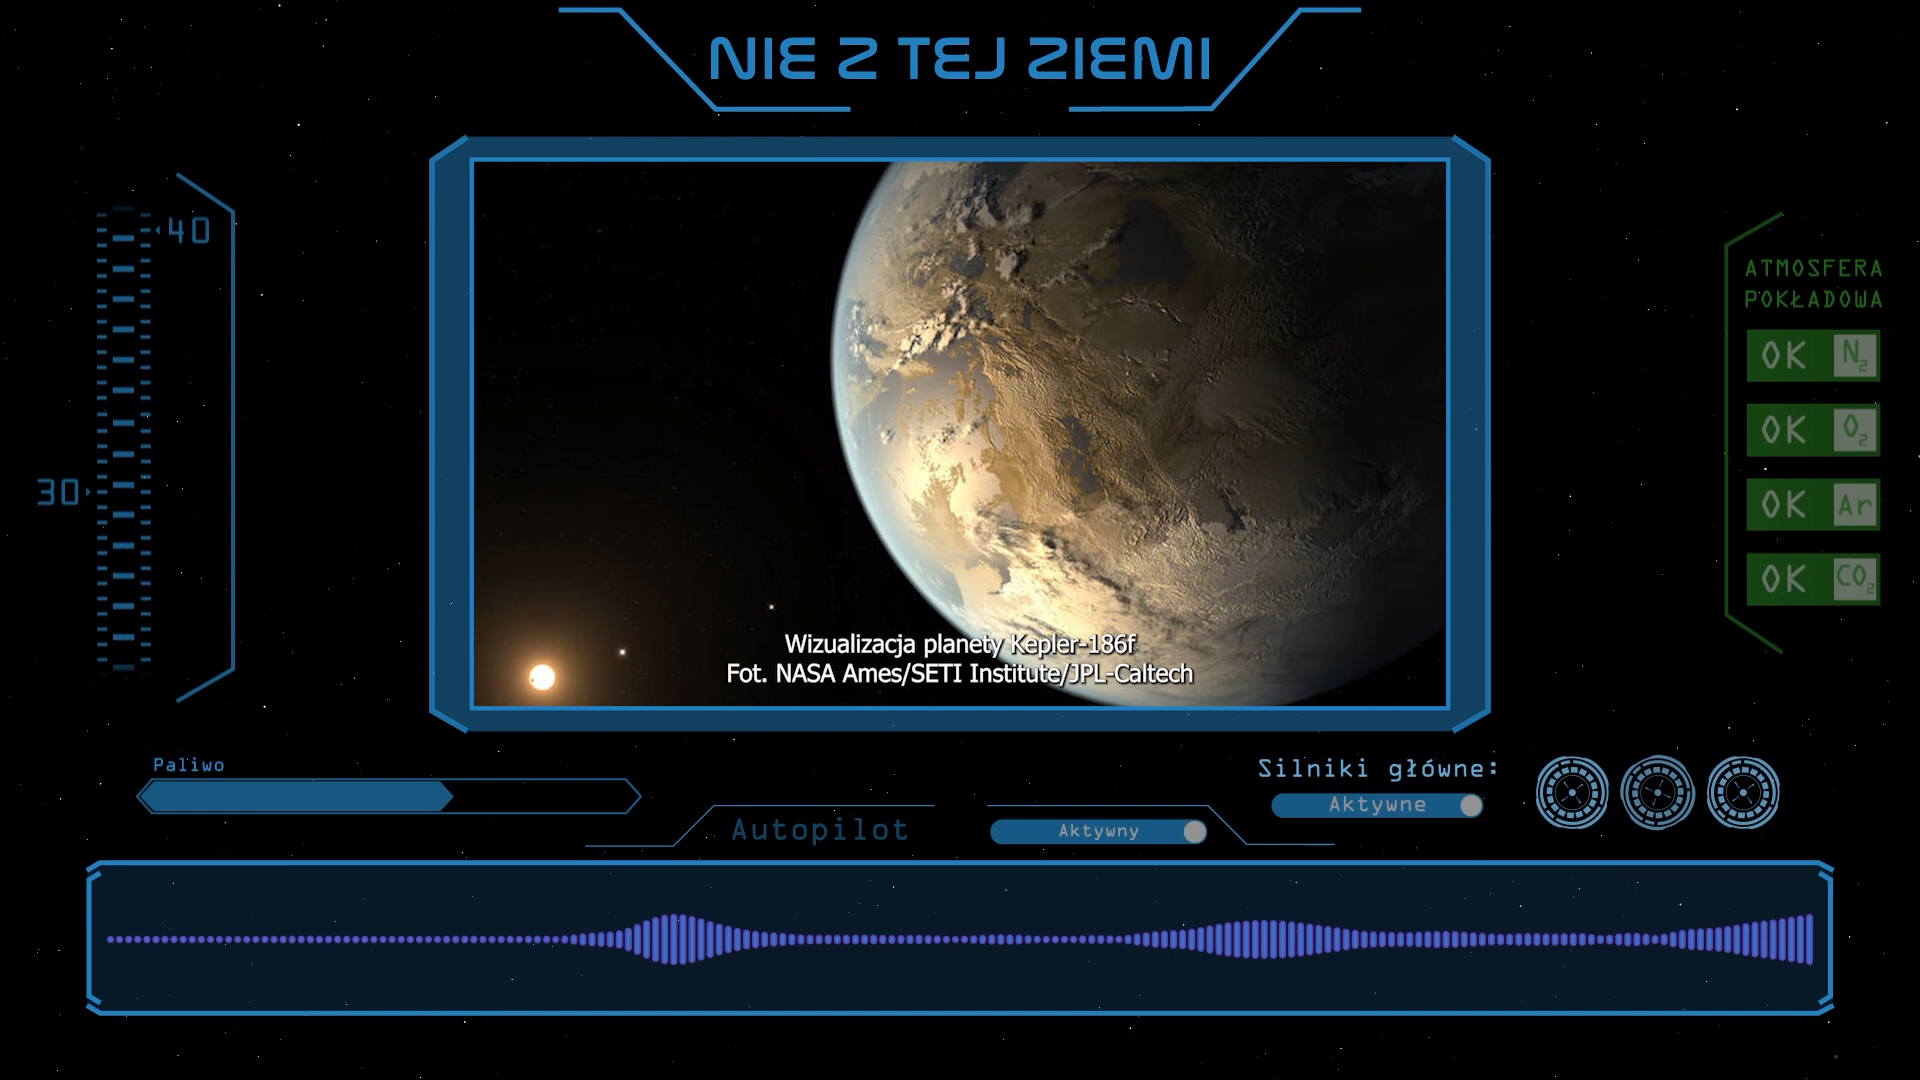 NIE Z TEJ ZIEMI
40
30
ATMOSFERA
POKŁADOWA
OK N2
OK O2
OK Ar
OK CO2
Wizualizacja planety Kepler-186f
Fot. NASA Ames/SETI Institute/JPL-Caltech
Paliwo
Silniki główne:
Aktywne
Autopilot Aktywny